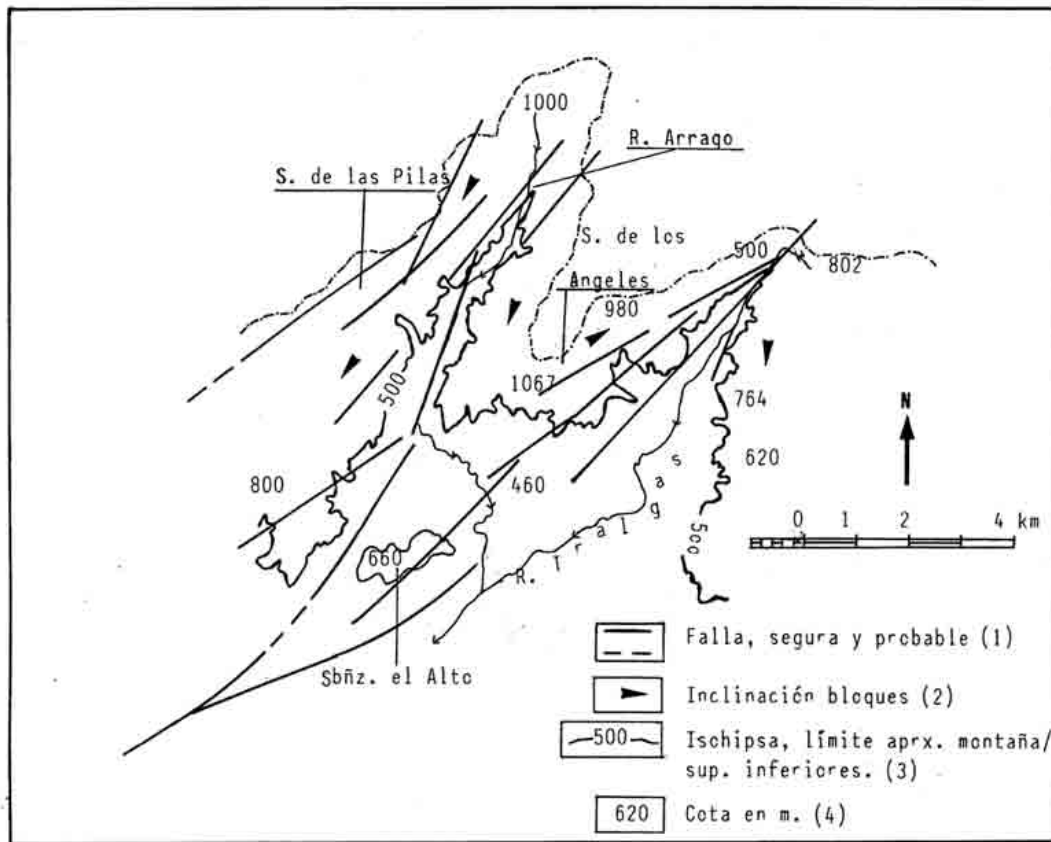 1000
R. Arrago
S. de las Pilas
S. de los
Angeles
500
802
980
1067
500
764
N
620
800
460
0 1 2 4 km
660
R. Tralgas
500
Sbñz. el Alto
Falla, segura y probable (1)
Inclinación bloques (2)
500
Ischipsa, límite aprx. montaña/
sup. inferiores. (3)
620
Cota en m. (4)